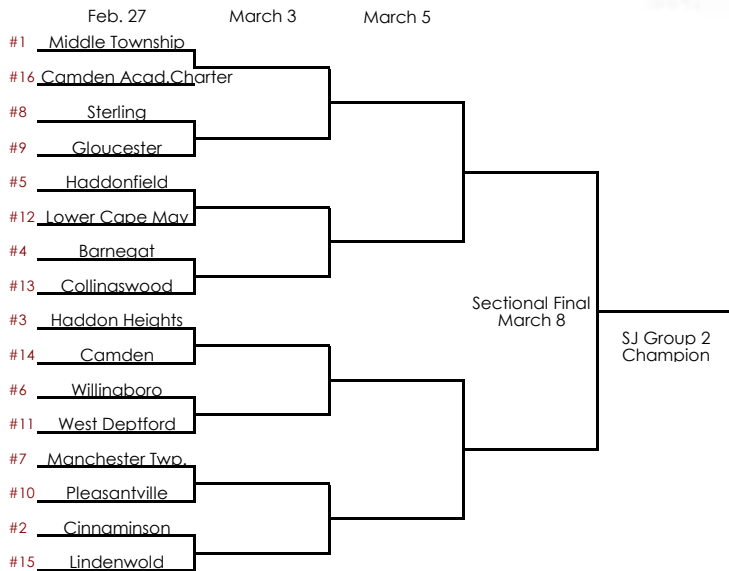 Feb. 27 March 3 March 5
#1 Middle Township
#16 Camden Acad.Charter
#8 Sterling
#9 Gloucester
#5 Haddonfield
#12 Lower Cape May
#4 Barnegat
#13 Collingswood
#3 Haddon Heights
#14 Camden
#6 Willingboro
#11 West Deptford
#7 Manchester Twp.
#10 Pleasantville
#2 Cinnaminson
#15 Lindenwold
Sectional Final
March 8
SJ Group 2
Champion